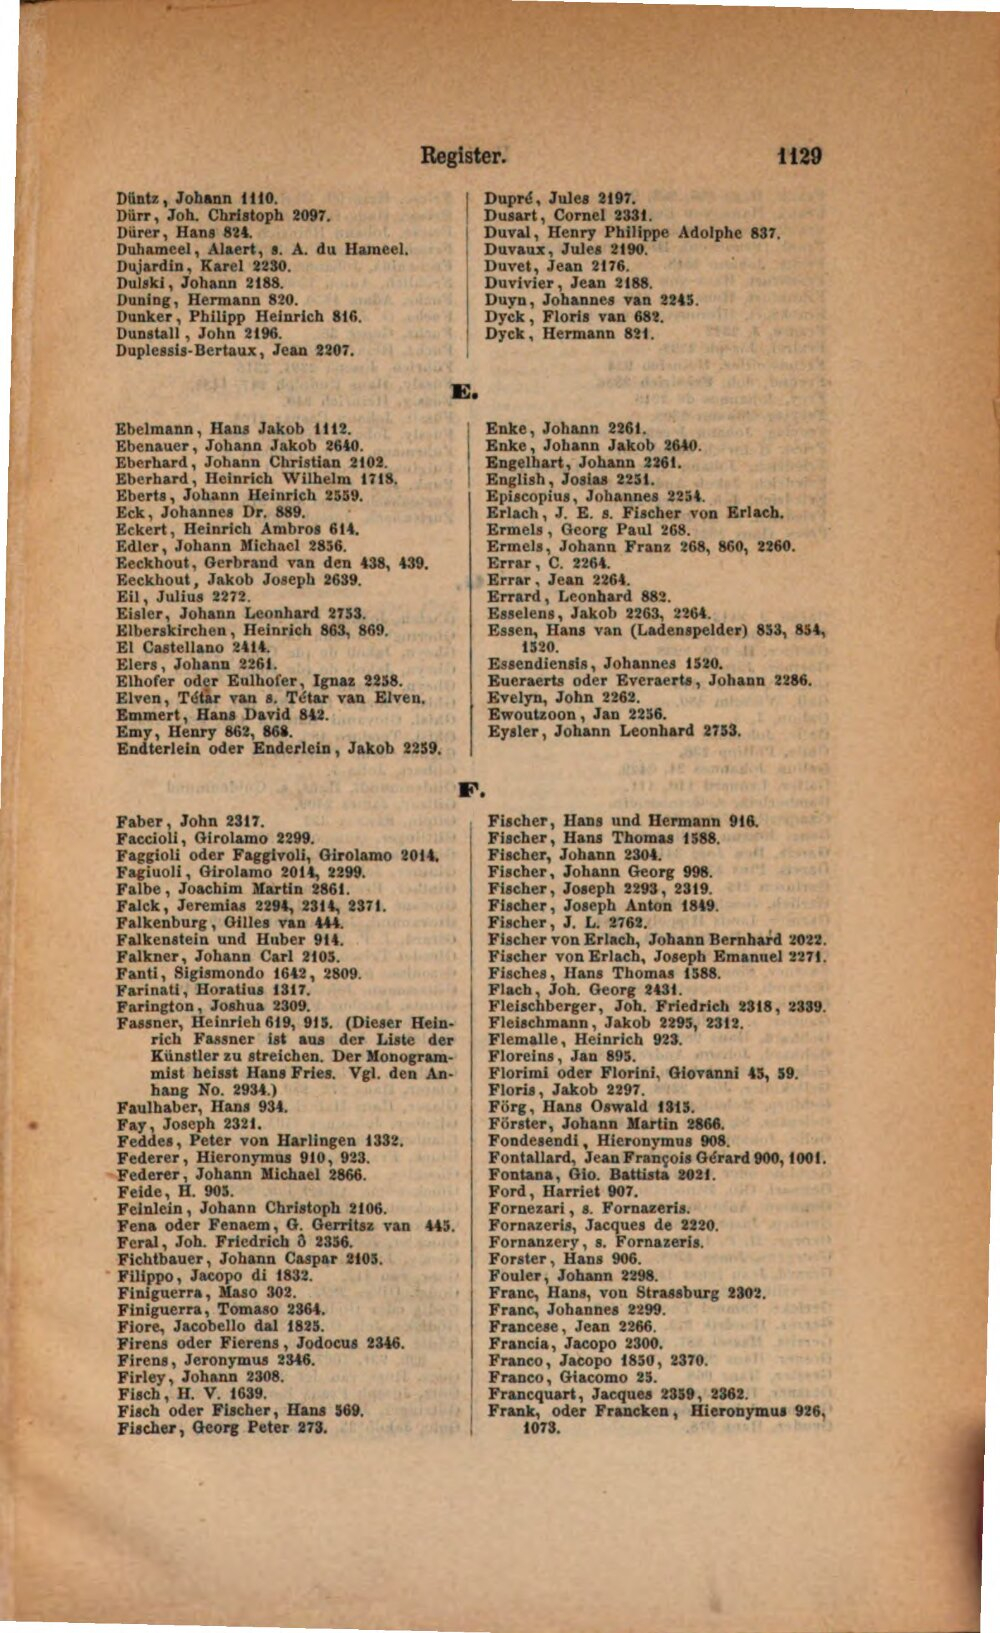 Register. 1129
Düntz, Johann 1110.
Dürr, Joh. Christoph 2097.
Dürer, Hans 824.
Duhameel, Alaert, s. A. du Hameel.
Dujardin, Karel 2230.
Dulski, Johann 2188.
Duning, Hermann 820.
Dunker, Philipp Heinrich 816.
Dunstall, John 2196.
Duplessis-Bertaux, Jean 2207.
Dupré, Jules 2197.
Dusart, Cornel 2331.
Duval, Henry Philippe Adolphe 837.
Duvaux, Jules 2190.
Duvet, Jean 2176.
Duvivier, Jean 2188.
Duyn, Johannes van 2245.
Dyck, Floris van 682.
Dyck, Hermann 821.
E.
Ebelmann, Hans Jakob 1112.
Ebenauer, Johann Jakob 2640.
Eberhard, Johann Christian 2102.
Eberhard, Heinrich Wilhelm 1718.
Eberts, Johann Heinrich 2559.
Eck, Johannes Dr. 889.
Eckert, Heinrich Ambros 614.
Edler, Johann Michael 2856.
Eeckhout, Gerbrand van den 438, 439.
Eeckhout, Jakob Joseph 2639.
Eil, Julius 2272.
Eisler, Johann Leonhard 2753.
Elberskirchen, Heinrich 863, 869.
El Castellano 2414.
Elers, Johann 2261.
Elhofer oder Eulhofer, Ignaz 2258.
Elven, Tétar van s. Tétar van Elven.
Emmert, Hans David 842.
Emy, Henry 862, 868.
Endterlein oder Enderlein, Jakob 2259.
Enke, Johann 2261.
Enke, Johann Jakob 2640.
Engelhart, Johann 2261.
English, Josias 2251.
Episcopius, Johannes 2254.
Erlach, J. E. s. Fischer von Erlach.
Ermels, Georg Paul 268.
Ermels, Johann Franz 268, 860, 2260.
Errar, C. 2264.
Errar, Jean 2264.
Errard, Leonhard 882.
Esselens, Jakob 2263, 2264.
Essen, Hans van (Ladenspelder) 853, 854,
1520.
Essendiensis, Johannes 1520.
Eueraerts oder Everaerts, Johann 2286.
Evelyn, John 2262.
Ewoutzoon, Jan 2256.
Eysler, Johann Leonhard 2753.
F.
Faber, John 2317.
Faccioli, Girolamo 2299.
Faggioli oder Faggivoli, Girolamo 2014.
Fagiuoli, Girolamo 2014, 2299.
Falbe, Joachim Martin 2861.
Falck, Jeremias 2294, 2314, 2371.
Falkenburg, Gilles van 444.
Falkenstein und Huber 914.
Falkner, Johann Carl 2105.
Fanti, Sigismondo 1642, 2809.
Farinati, Horatius 1317.
Farington, Joshua 2309.
Fassner, Heinrich 619, 915. (Dieser Hein-
rich Fassner ist aus der Liste der
Künstler zu streichen. Der Monogram-
mist heisst Hans Fries. Vgl. den An-
hang No. 2934.)
Faulhaber, Hans 934.
Fay, Joseph 2321.
Feddes, Peter von Harlingen 1332.
Federer, Hieronymus 910, 923.
Federer, Johann Michael 2866.
Feide, H. 905.
Feinlein, Johann Christoph 2106.
Fena oder Fenaem, G. Gerritsz van 445.
Feral, Joh. Friedrich ô 2356.
Fichtbauer, Johann Caspar 2105.
Filippo, Jacopo di 1832.
Finiguerra, Maso 302.
Finiguerra, Tomaso 2364.
Fiore, Jacobello dal 1825.
Firens oder Fierens, Jodocus 2346.
Firens, Jeronymus 2346.
Firley, Johann 2308.
Fisch, H. V. 1639.
Fisch oder Fischer, Hans 569.
Fischer, Georg Peter 273.
Fischer, Hans und Hermann 916.
Fischer, Hans Thomas 1588.
Fischer, Johann 2304.
Fischer, Johann Georg 998.
Fischer, Joseph 2293, 2319.
Fischer, Joseph Anton 1849.
Fischer, J. L. 2762.
Fischer von Erlach, Johann Bernhard 2022.
Fischer von Erlach, Joseph Emanuel 2271.
Fisches, Hans Thomas 1588.
Flach, Joh. Georg 2431.
Fleischberger, Joh. Friedrich 2318, 2339.
Fleischmann, Jakob 2295, 2312.
Flemalle, Heinrich 923.
Floreins, Jan 895.
Florimi oder Florini, Giovanni 45, 59.
Floris, Jakob 2297.
Förg, Hans Oswald 1315.
Förster, Johann Martin 2866.
Fondesendi, Hieronymus 908.
Fontallard, Jean François Gérard 900, 1001.
Fontana, Gio. Battista 2021.
Ford, Harriet 907.
Fornezari, s. Fornazeris.
Fornazeris, Jacques de 2220.
Fornanzery, s. Fornazeris.
Forster, Hans 906.
Fouler, Johann 2298.
Franc, Hans, von Strassburg 2302.
Franc, Johannes 2299.
Francese, Jean 2266.
Francia, Jacopo 2300.
Franco, Jacopo 1850, 2370.
Franco, Giacomo 25.
Francquart, Jacques 2359, 2362.
Frank, oder Francken, Hieronymus 926,
1073.